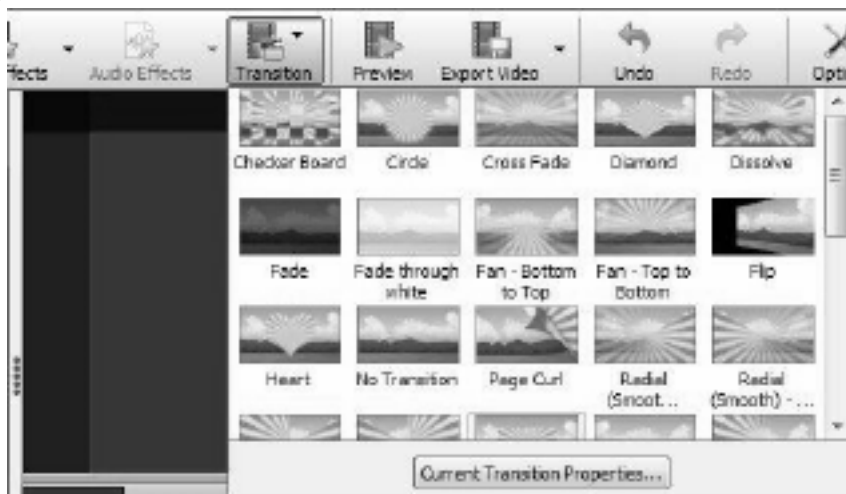 ffects Audio Effects Transition Preview Export Video Undo Redo Opti
Checker Board Circle Cross Fade Diamond Dissolve
Fade Fade through white Fan - Bottom to Top Fan - Top to Bottom Flip
Heart No Transition Page Curl Radial (Smoot... Radial (Smooth) - ...
Current Transition Properties...